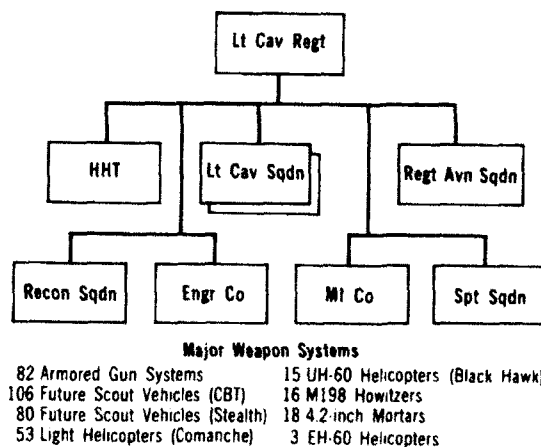 Lt Cav Regt
HHT
Lt Cav Sqdn
Regt Avn Sqdn
Recon Sqdn
Engr Co
MI Co
Spt Sqdn
Major Weapon Systems
82 Armored Gun Systems
106 Future Scout Vehicles (CBT)
80 Future Scout Vehicles (Stealth)
53 Light Helicopters (Comanche)
15 UH-60 Helicopters (Black Hawk)
16 M198 Howitzers
18 4.2-inch Mortars
3 EH-60 Helicopters